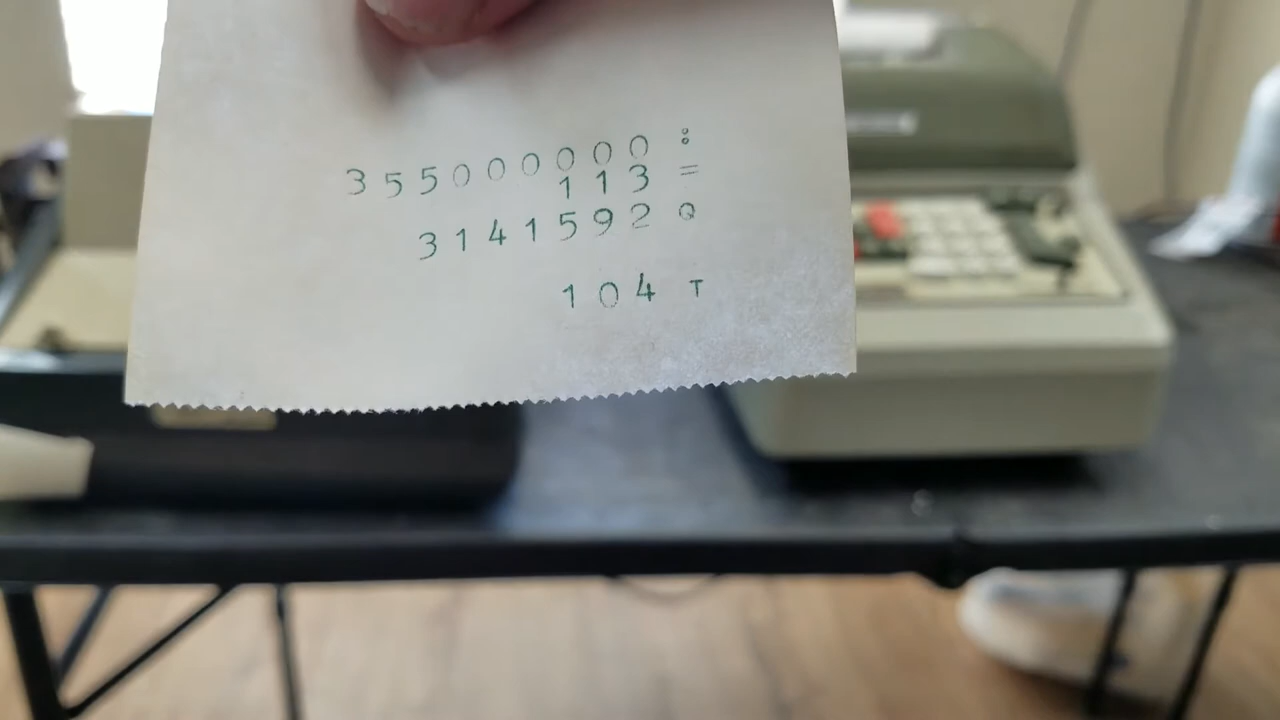 355000000 :
113 =
3141592 Q
104 T